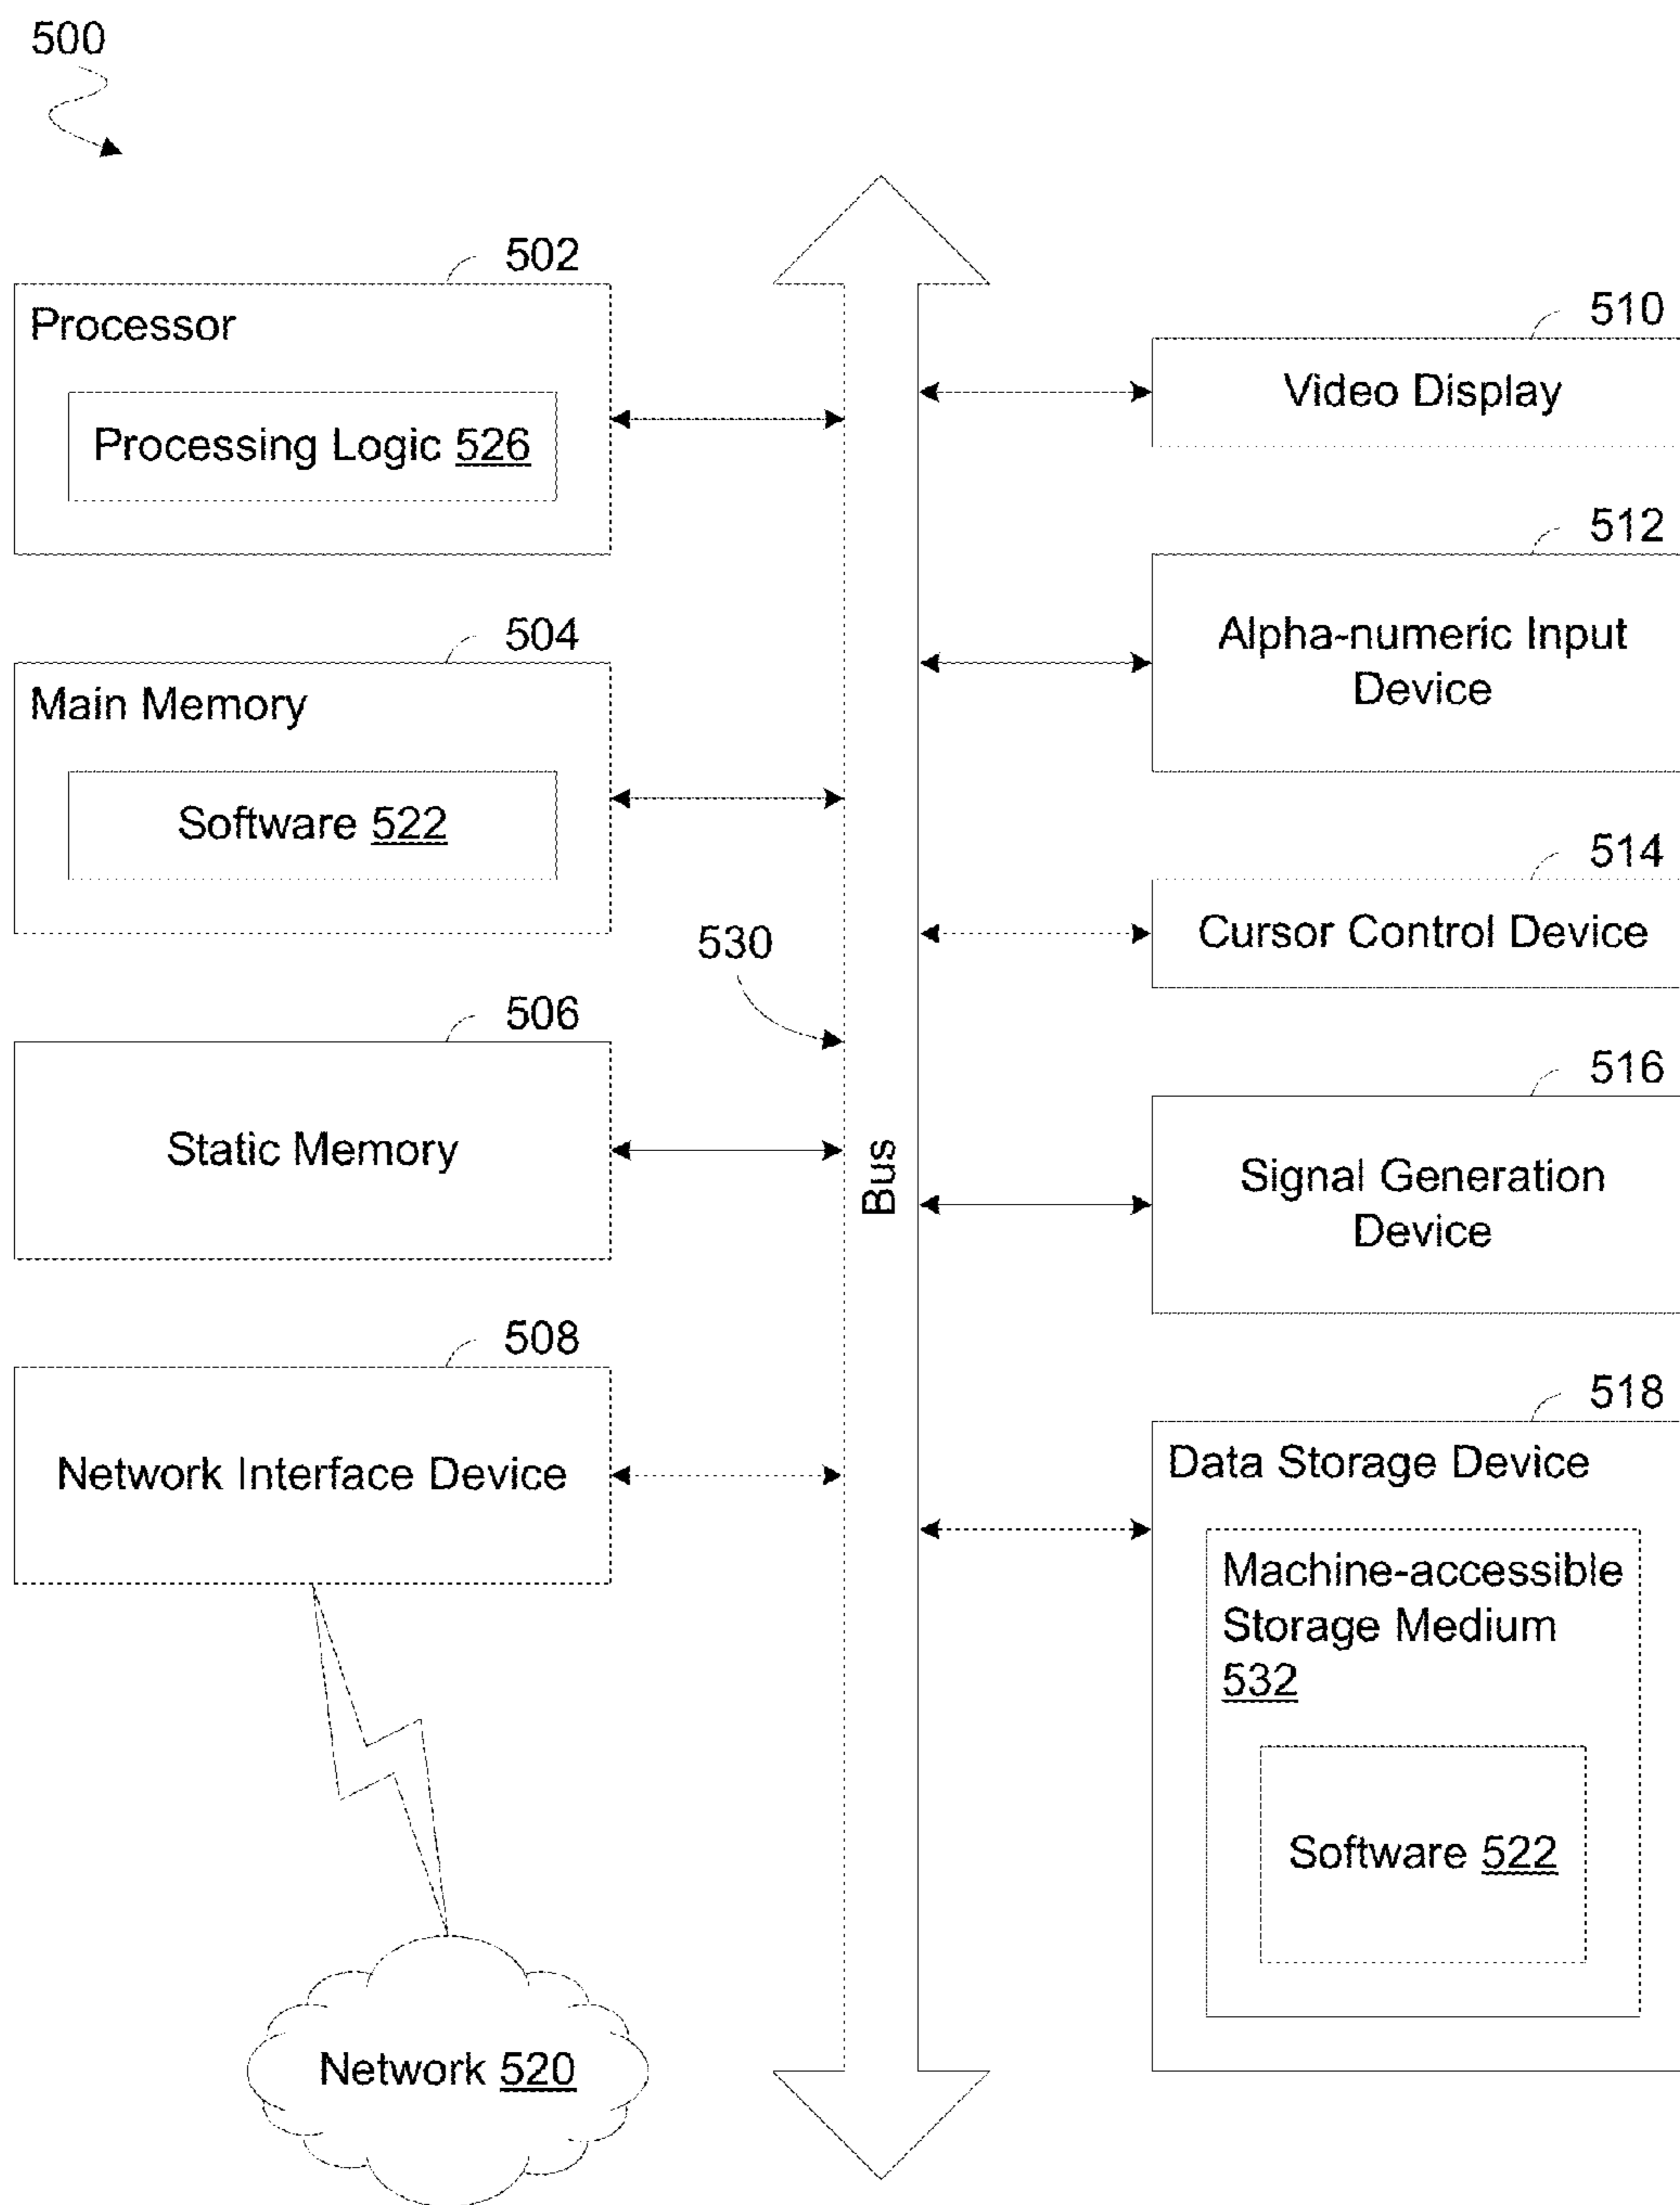 500
502
Processor
Processing Logic 526
504
Main Memory
Software 522
506
Static Memory
508
Network Interface Device
Network 520
530
Bus
510
Video Display
512
Alpha-numeric Input
Device
514
Cursor Control Device
516
Signal Generation
Device
518
Data Storage Device
Machine-accessible
Storage Medium
532
Software 522